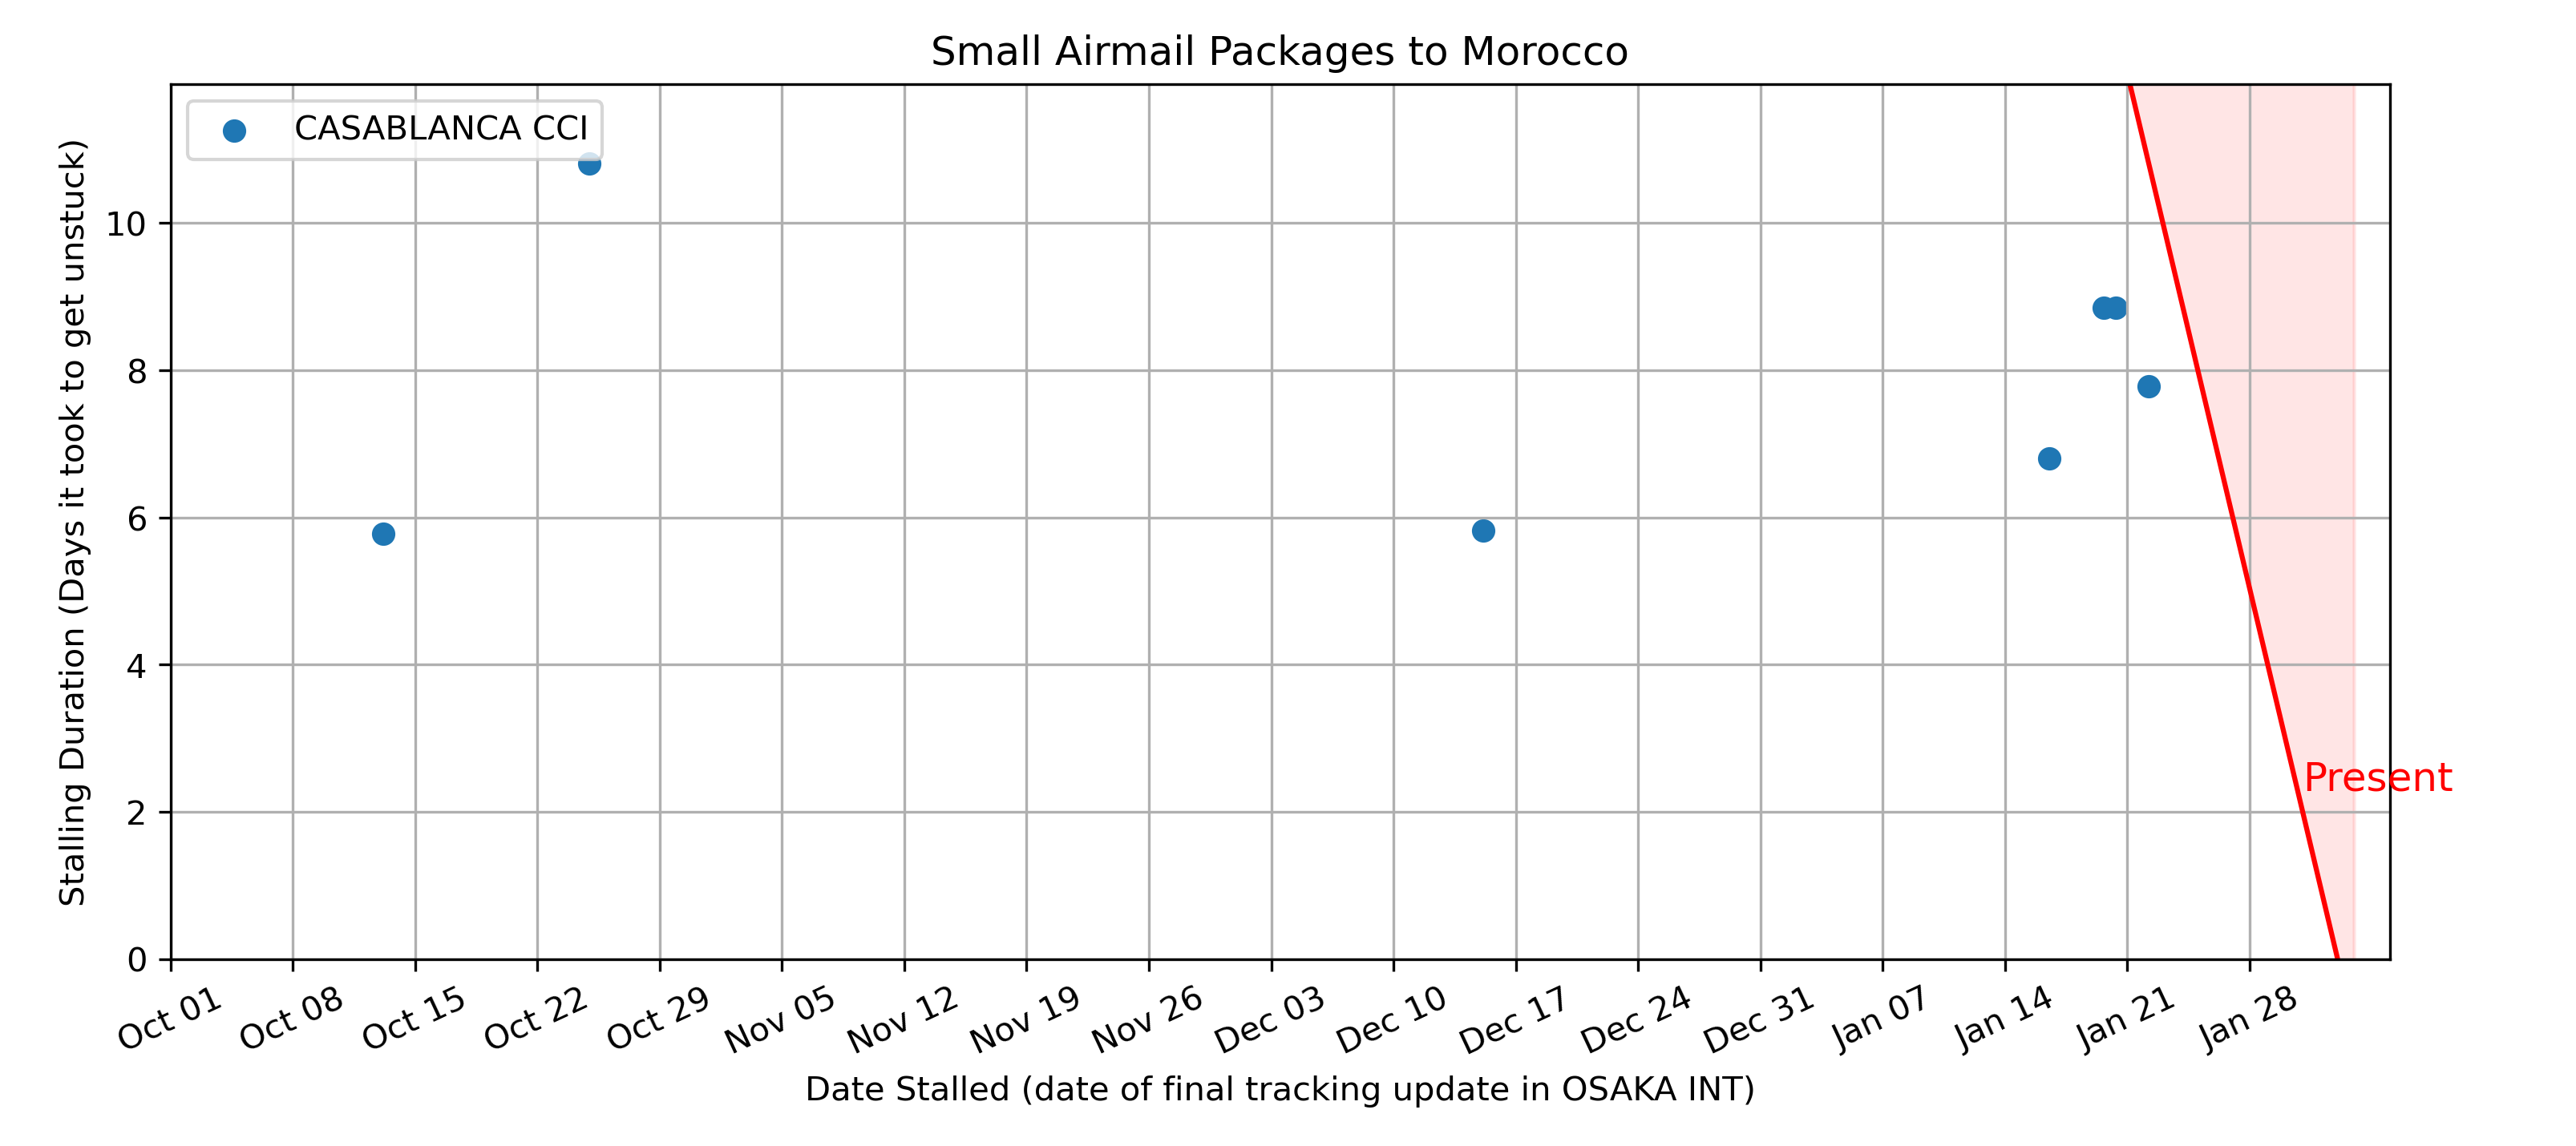 Small Airmail Packages to Morocco
CASABLANCA CCI
Stalling Duration (Days it took to get unstuck)
10
8
6
4
2
0
Present
Oct 01
Oct 08
Oct 15
Oct 22
Oct 29
Nov 05
Nov 12
Nov 19
Nov 26
Dec 03
Dec 10
Dec 17
Dec 24
Dec 31
Jan 07
Jan 14
Jan 21
Jan 28
Date Stalled (date of final tracking update in OSAKA INT)